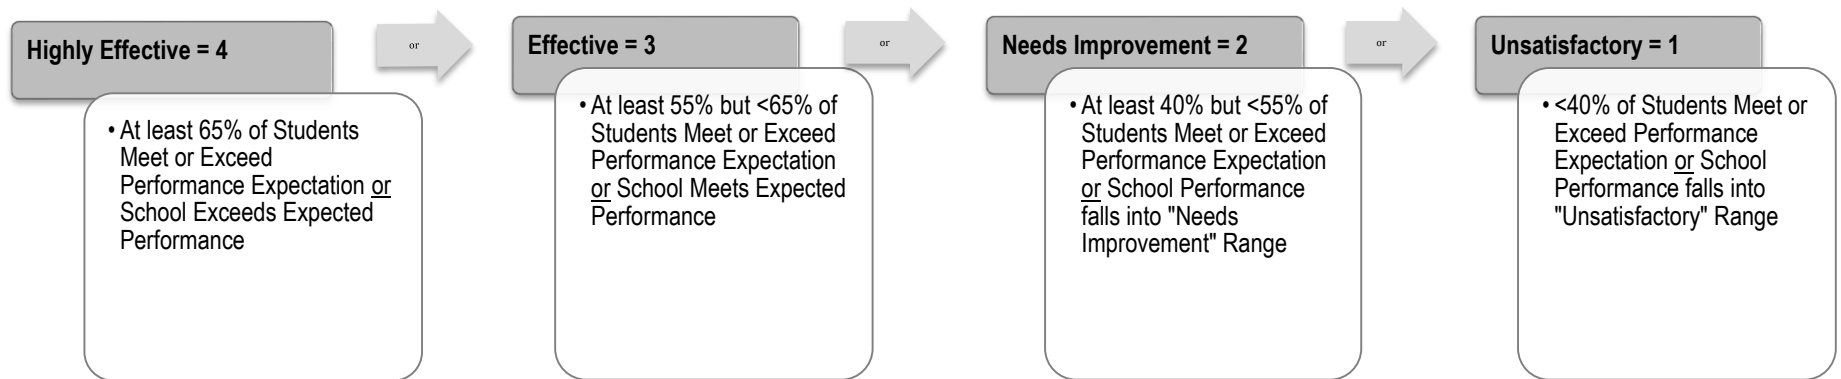 Highly Effective = 4
• At least 65% of Students
Meet or Exceed
Performance Expectation or
School Exceeds Expected
Performance
or
Effective = 3
• At least 55% but <65% of
Students Meet or Exceed
Performance Expectation
or School Meets Expected
Performance
or
Needs Improvement = 2
• At least 40% but <55% of
Students Meet or Exceed
Performance Expectation
or School Performance
falls into "Needs
Improvement" Range
or
Unsatisfactory = 1
• <40% of Students Meet or
Exceed Performance
Expectation or School
Performance falls into
"Unsatisfactory" Range